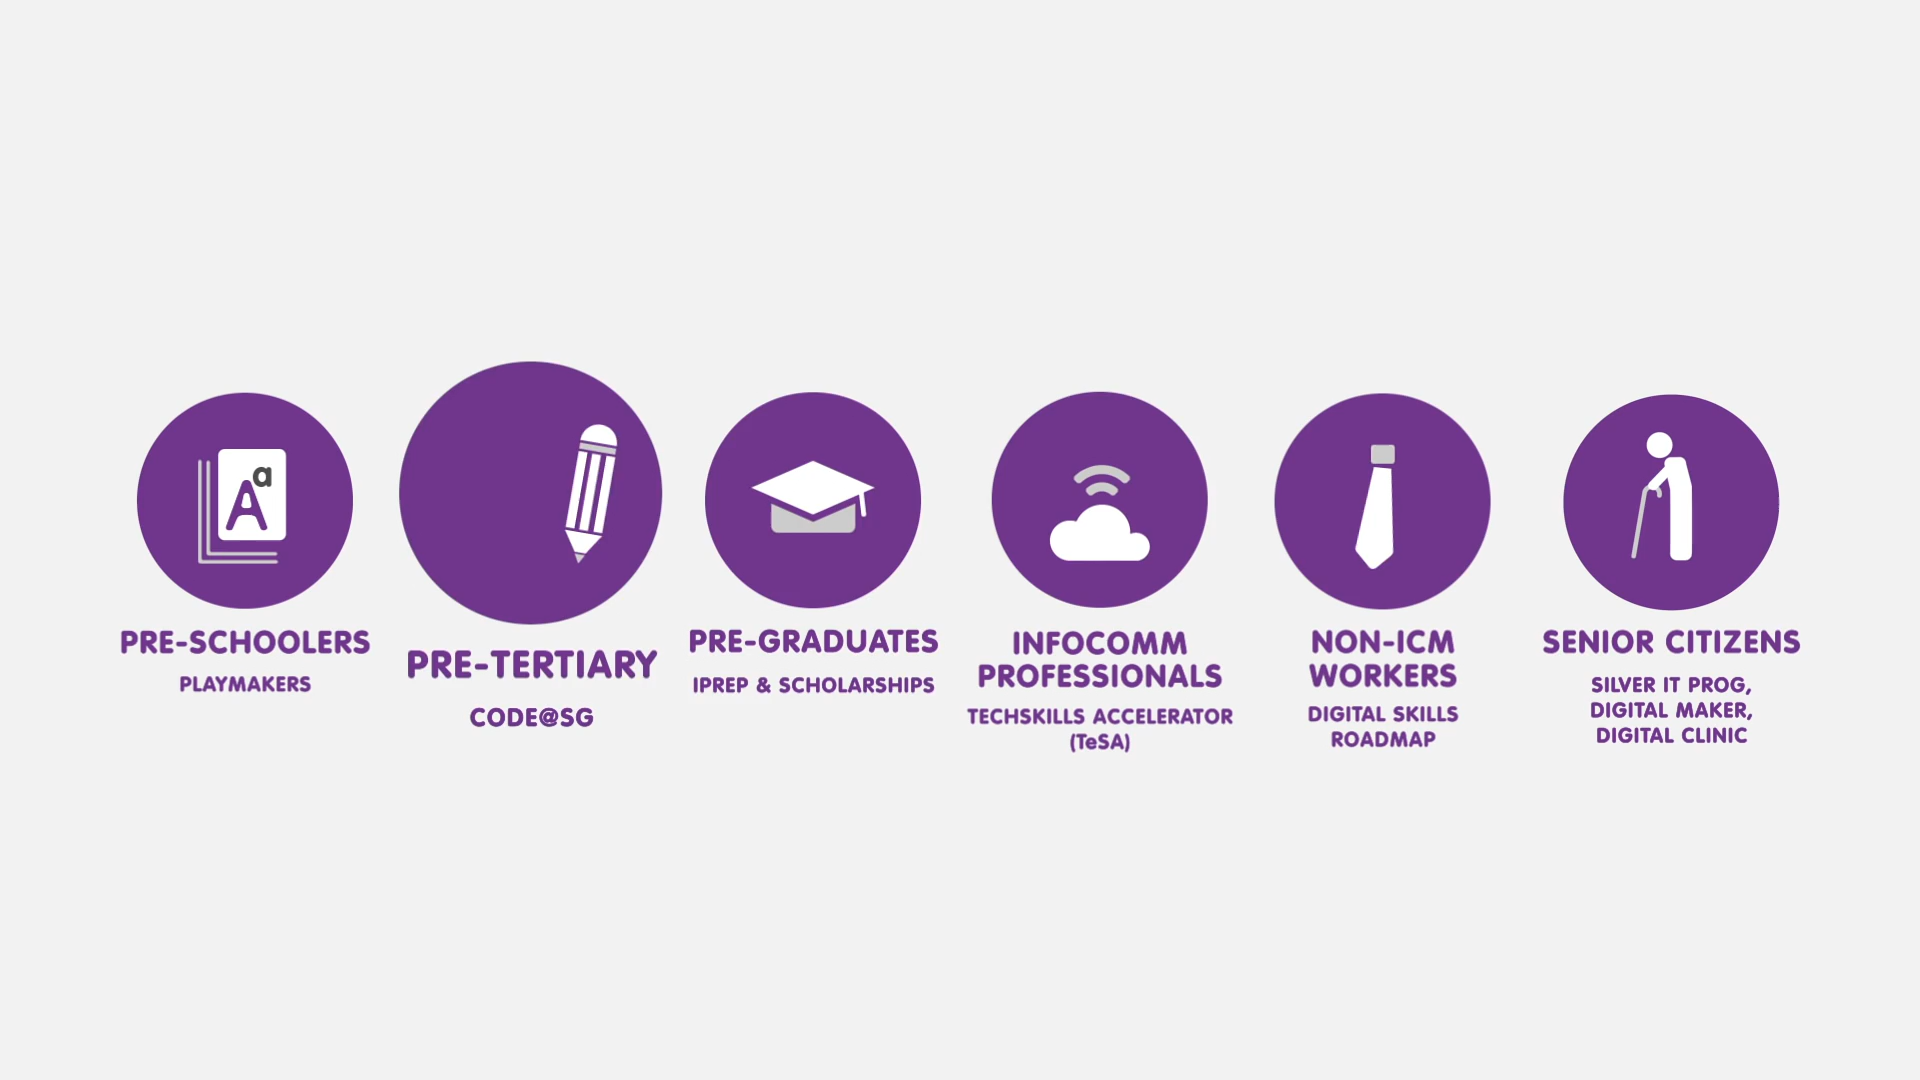 A a
PRE-SCHOOLERS
PLAYMAKERS
PRE-TERTIARY
CODE@SG
PRE-GRADUATES
IPREP & SCHOLARSHIPS
INFOCOMM
PROFESSIONALS
TECHSKILLS ACCELERATOR
(TeSA)
NON-ICM
WORKERS
DIGITAL SKILLS
ROADMAP
SENIOR CITIZENS
SILVER IT PROG,
DIGITAL MAKER,
DIGITAL CLINIC